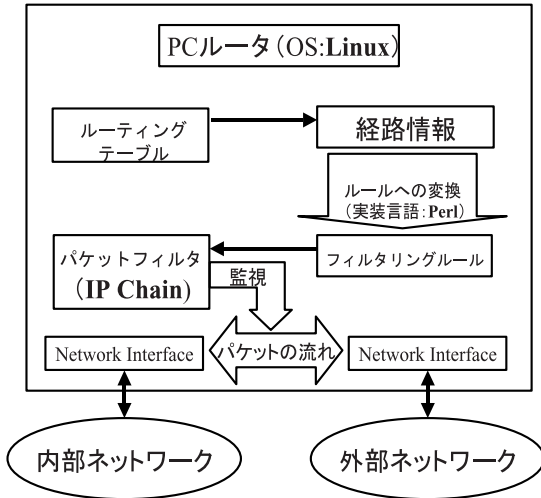 PCルータ(OS:Linux)
ルーティング
テーブル
経路情報
ルールへの変換
(実装言語:Perl)
パケットフィルタ
(IP Chain)
フィルタリングルール
監視
Network Interface
パケットの流れ
Network Interface
内部ネットワーク
外部ネットワーク